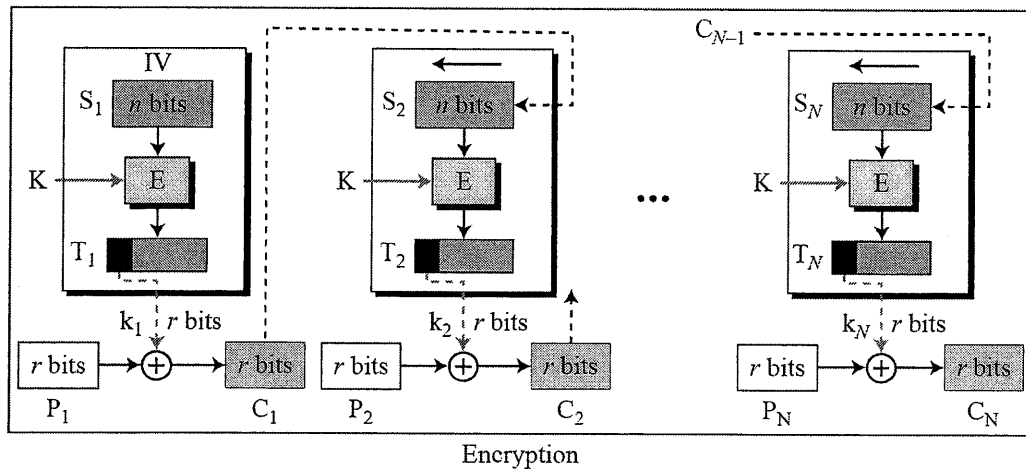 IV
C_{N–1}
S_1 n bits
S_2 n bits
S_N n bits
K E
K E
K E
...
T_1
T_2
T_N
k_1 r bits
k_2 r bits
k_N r bits
r bits + r bits
r bits + r bits
r bits + r bits
P_1 C_1
P_2 C_2
P_N C_N
Encryption